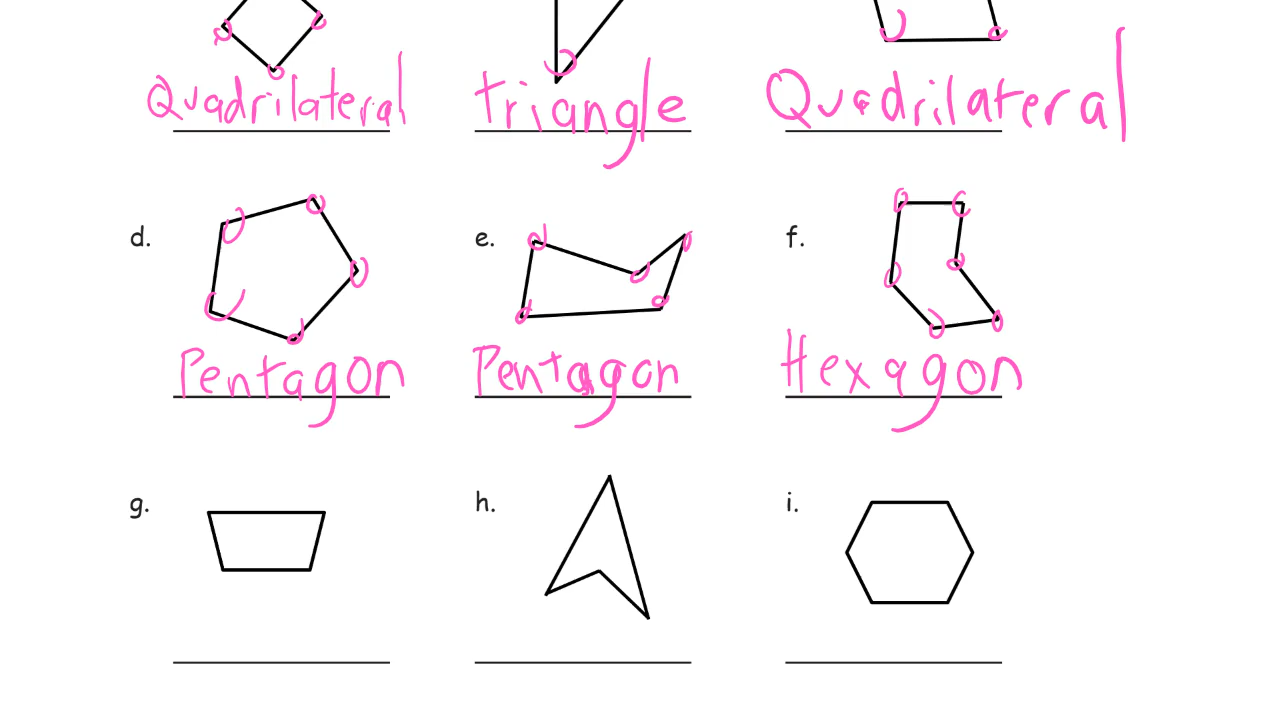 Quadrilateral triangle Quadrilateral
d. e. f.
Pentagon Pentagon Hexagon
g. h. i.